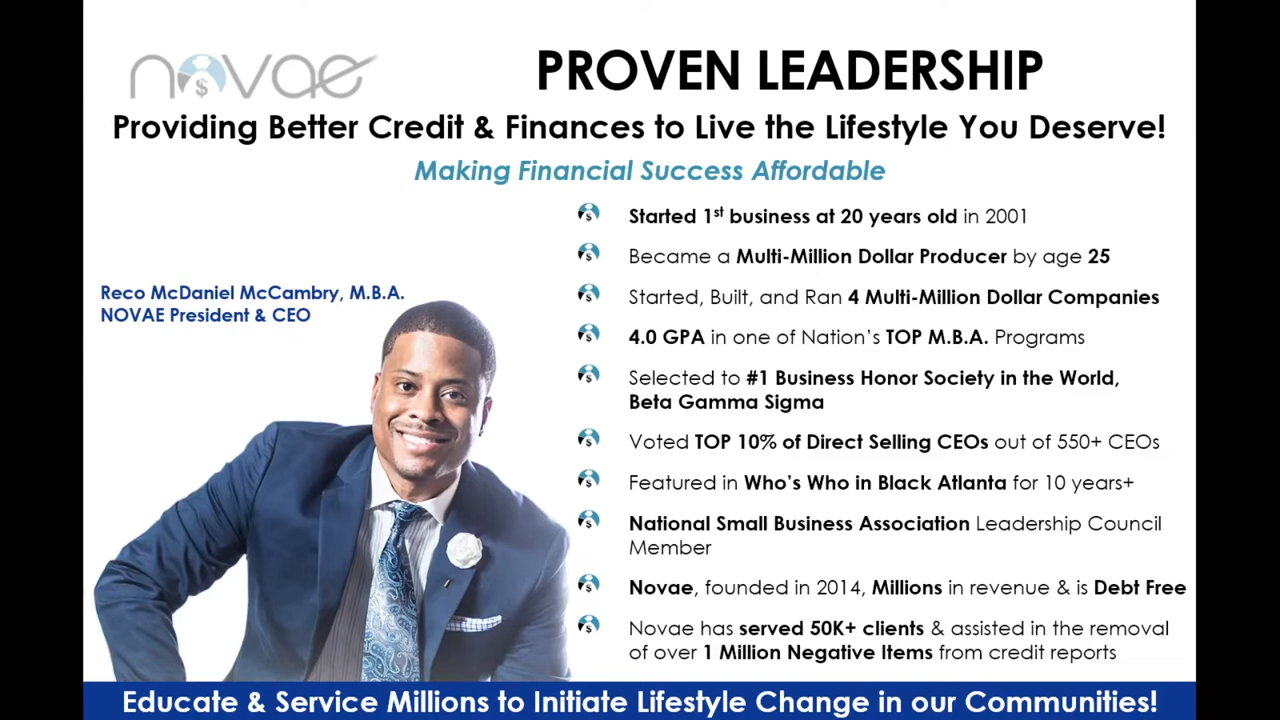 novae
PROVEN LEADERSHIP
Providing Better Credit & Finances to Live the Lifestyle You Deserve!
Making Financial Success Affordable
Reco McDaniel McCambry, M.B.A.
NOVAE President & CEO
Started 1st business at 20 years old in 2001
Became a Multi-Million Dollar Producer by age 25
Started, Built, and Ran 4 Multi-Million Dollar Companies
4.0 GPA in one of Nation's TOP M.B.A. Programs
Selected to #1 Business Honor Society in the World,
Beta Gamma Sigma
Voted TOP 10% of Direct Selling CEOs out of 550+ CEOs
Featured in Who's Who in Black Atlanta for 10 years+
National Small Business Association Leadership Council
Member
Novae, founded in 2014, Millions in revenue & is Debt Free
Novae has served 50K+ clients & assisted in the removal
of over 1 Million Negative Items from credit reports
Educate & Service Millions to Initiate Lifestyle Change in our Communities!